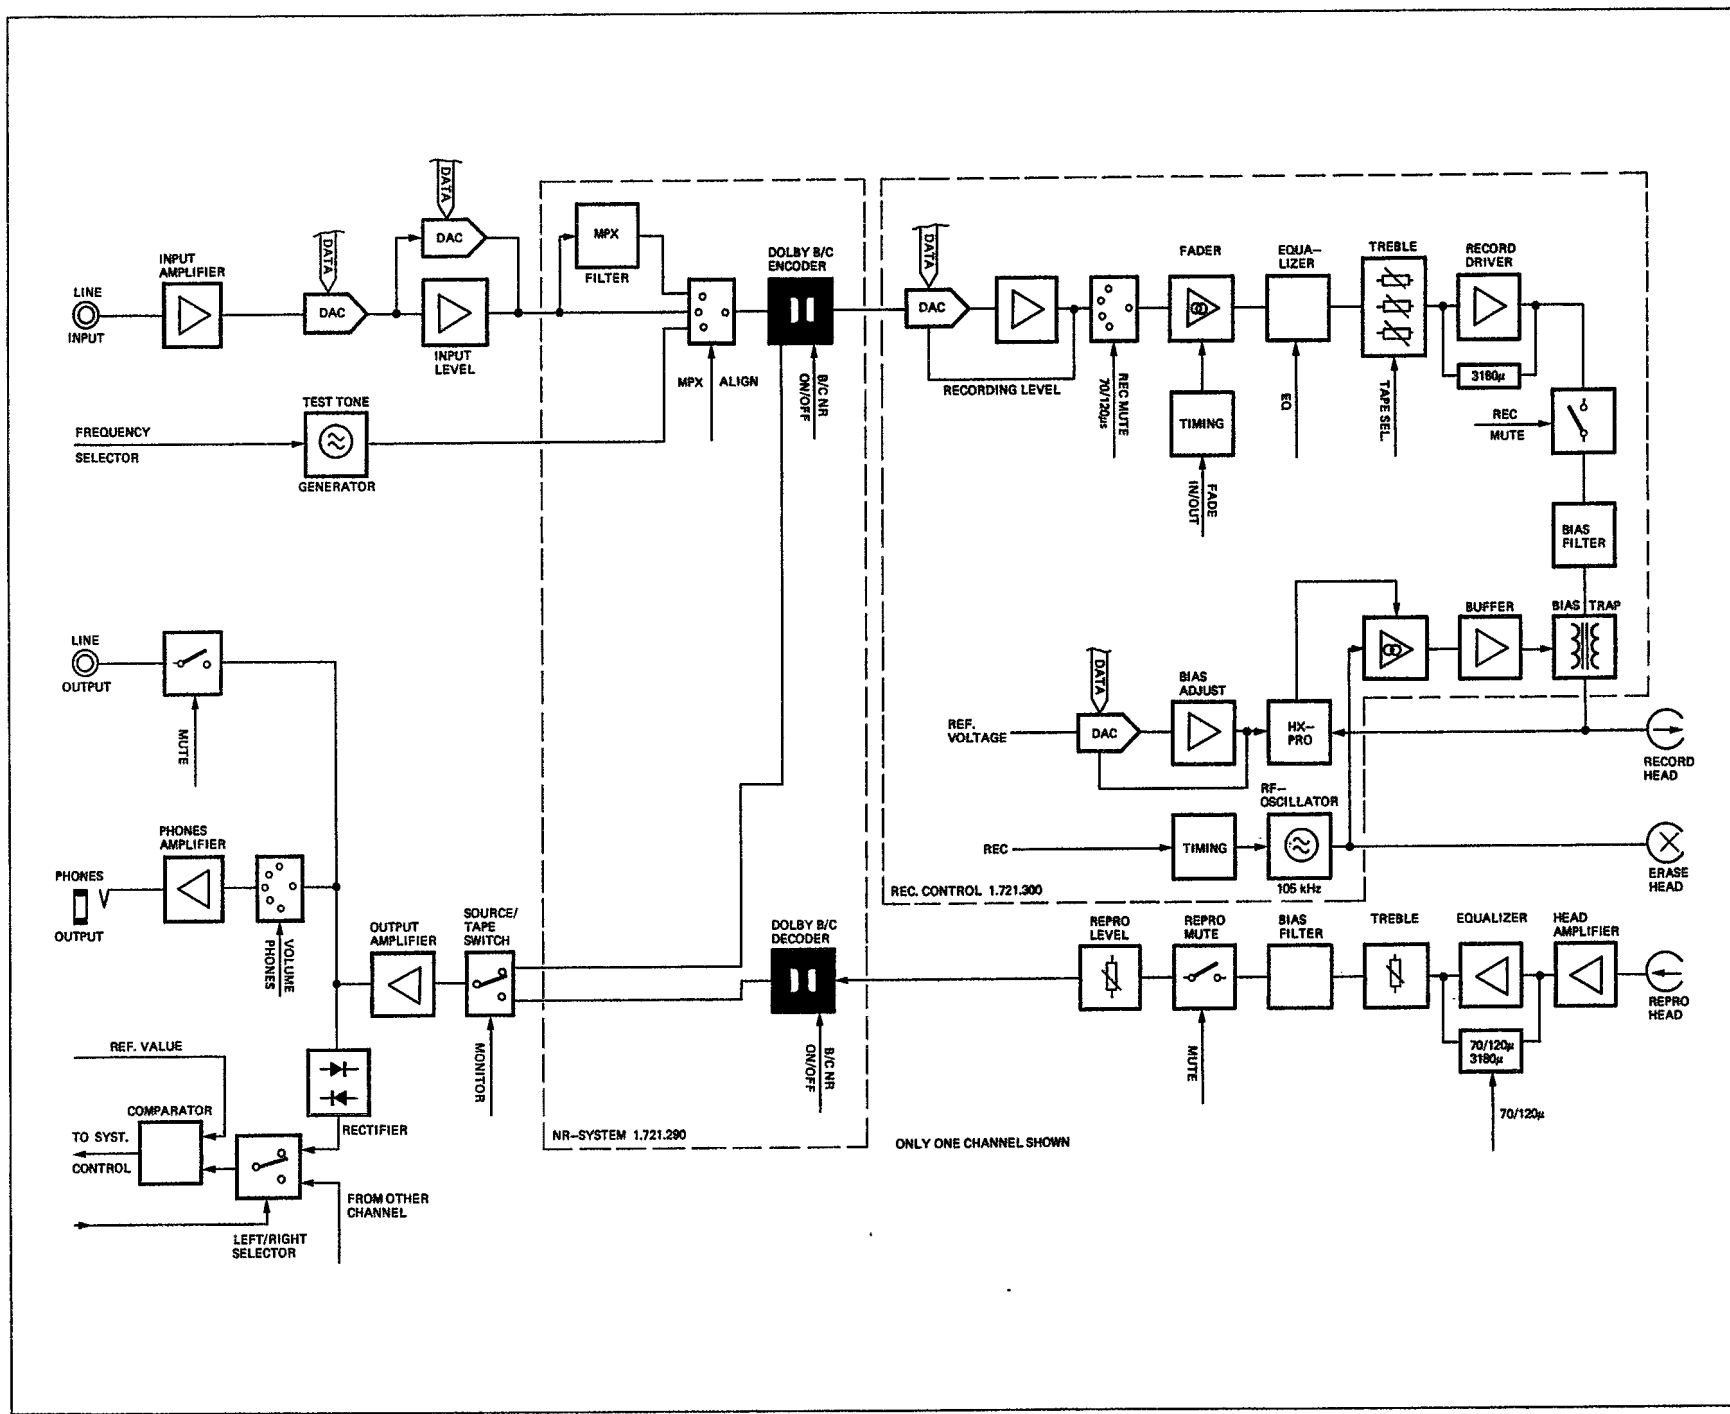 DATA
DAC
DATA
INPUT
AMPLIFIER
LINE
INPUT
DAC
INPUT
LEVEL
MPX
FILTER
DOLBY B/C
ENCODER
MPX ALIGN
B/C NR
ON/OFF
TEST TONE
GENERATOR
FREQUENCY
SELECTOR
DATA
DAC
RECORDING LEVEL
REC MUTE
70/120µs
FADER
TIMING
FADE
IN/OUT
EQUA-
LIZER
EQ
TREBLE
TAPE SEL.
RECORD
DRIVER
3180µ
REC
MUTE
BIAS
FILTER
BIAS TRAP
BUFFER
LINE
OUTPUT
MUTE
DATA
REF.
VOLTAGE
DAC
BIAS
ADJUST
HX-
PRO
RECORD
HEAD
RF-
OSCILLATOR
REC
TIMING
105 kHz
ERASE
HEAD
REC. CONTROL 1.721.300
PHONES
AMPLIFIER
PHONES
OUTPUT
VOLUME
PHONES
OUTPUT
AMPLIFIER
SOURCE/
TAPE
SWITCH
MONITOR
DOLBY B/C
DECODER
B/C NR
ON/OFF
REPRO
LEVEL
REPRO
MUTE
MUTE
BIAS
FILTER
TREBLE
EQUALIZER
HEAD
AMPLIFIER
REPRO
HEAD
70/120µ
3180µ
70/120µ
REF. VALUE
COMPARATOR
RECTIFIER
TO SYST.
CONTROL
FROM OTHER
CHANNEL
LEFT/RIGHT
SELECTOR
NR-SYSTEM 1.721.290
ONLY ONE CHANNEL SHOWN